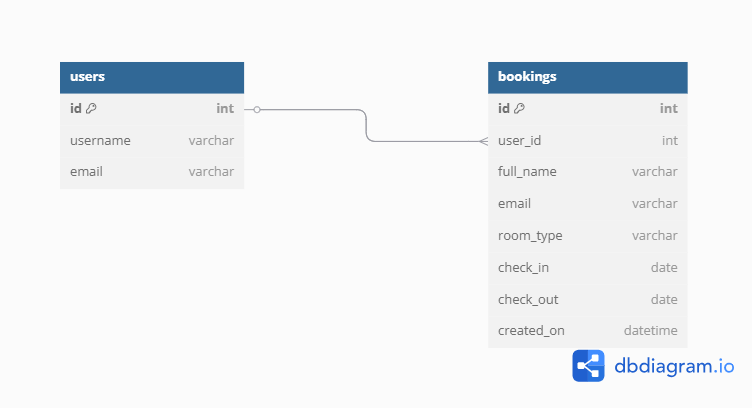 users
id int
username varchar
email varchar
bookings
id int
user_id int
full_name varchar
email varchar
room_type varchar
check_in date
check_out date
created_on datetime
dbdiagram.io